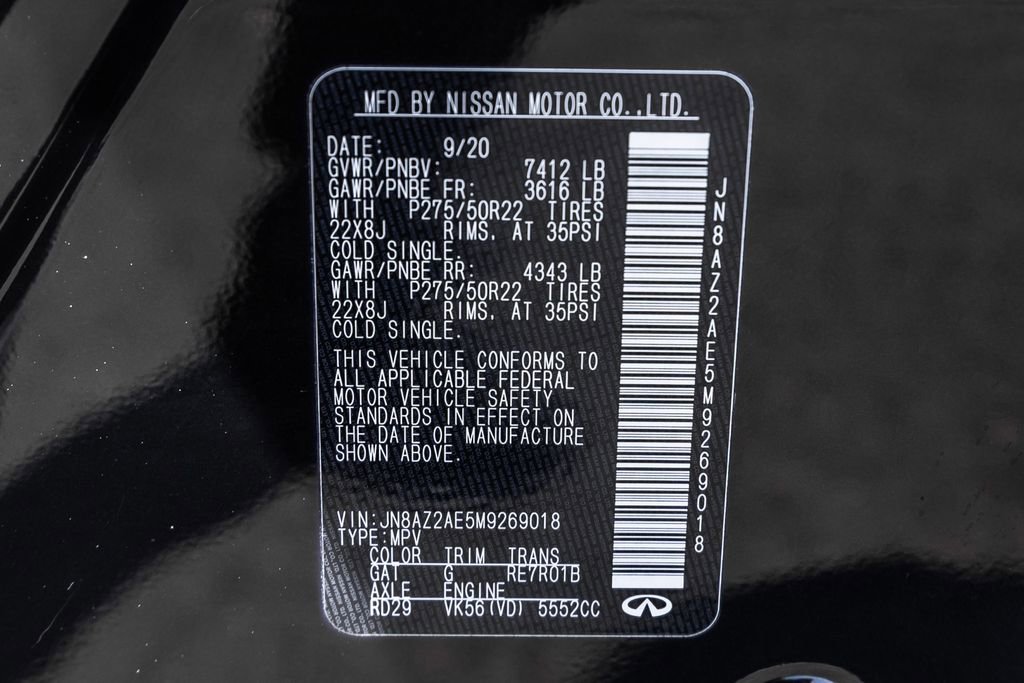 MFD BY NISSAN MOTOR CO.,LTD.
DATE: 9/20
GVWR/PNBV: 7412 LB
GAWR/PNBE FR: 3616 LB
WITH P275/50R22 TIRES
22X8J RIMS, AT 35PSI
COLD SINGLE.
GAWR/PNBE RR: 4343 LB
WITH P275/50R22 TIRES
22X8J RIMS, AT 35PSI
COLD SINGLE.
THIS VEHICLE CONFORMS TO
ALL APPLICABLE FEDERAL
MOTOR VEHICLE SAFETY
STANDARDS IN EFFECT ON
THE DATE OF MANUFACTURE
SHOWN ABOVE.
VIN:JN8AZ2AE5M9269018
TYPE:MPV
COLOR TRIM TRANS
GAT G RE7R01B
AXLE ENGINE
RD29 VK56(VD) 5552CC
JN8AZ2AE5M9269018